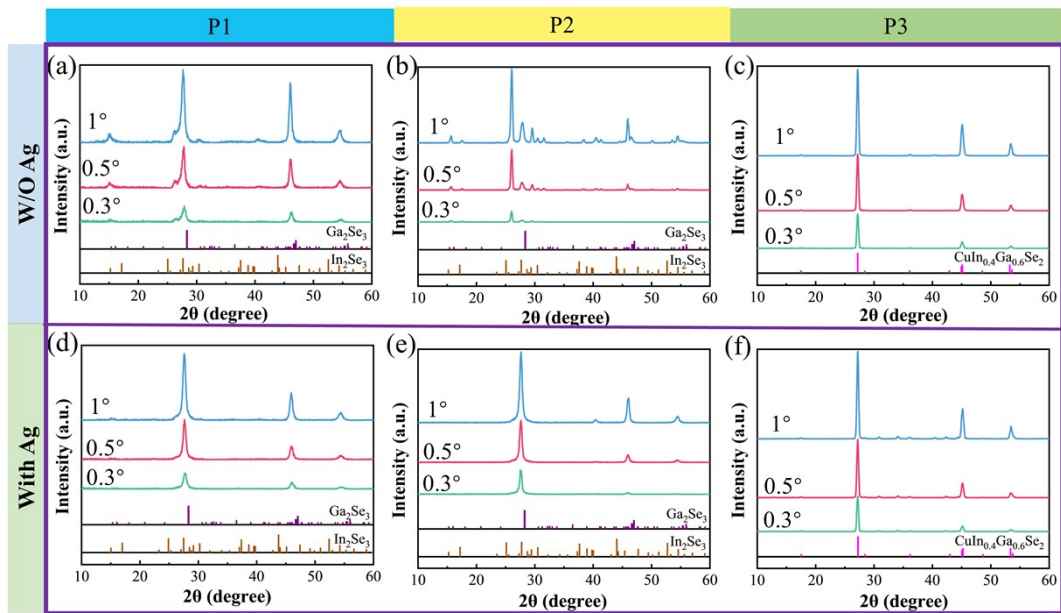 P1 P2 P3
W/O Ag
(a)
1°
0.5°
0.3°
Ga₂Se₃
In₂Se₃
10 20 30 40 50 60
2θ (degree)
Intensity (a.u.)
(b)
1°
0.5°
0.3°
Ga₂Se₃
In₂Se₃
10 20 30 40 50 60
2θ (degree)
Intensity (a.u.)
(c)
1°
0.5°
0.3°
CuIn₀.₄Ga₀.₆Se₂
10 20 30 40 50 60
2θ (degree)
Intensity (a.u.)
With Ag
(d)
1°
0.5°
0.3°
Ga₂Se₃
In₂Se₃
10 20 30 40 50 60
2θ (degree)
Intensity (a.u.)
(e)
1°
0.5°
0.3°
Ga₂Se₃
In₂Se₃
10 20 30 40 50 60
2θ (degree)
Intensity (a.u.)
(f)
1°
0.5°
0.3°
CuIn₀.₄Ga₀.₆Se₂
10 20 30 40 50 60
2θ (degree)
Intensity (a.u.)